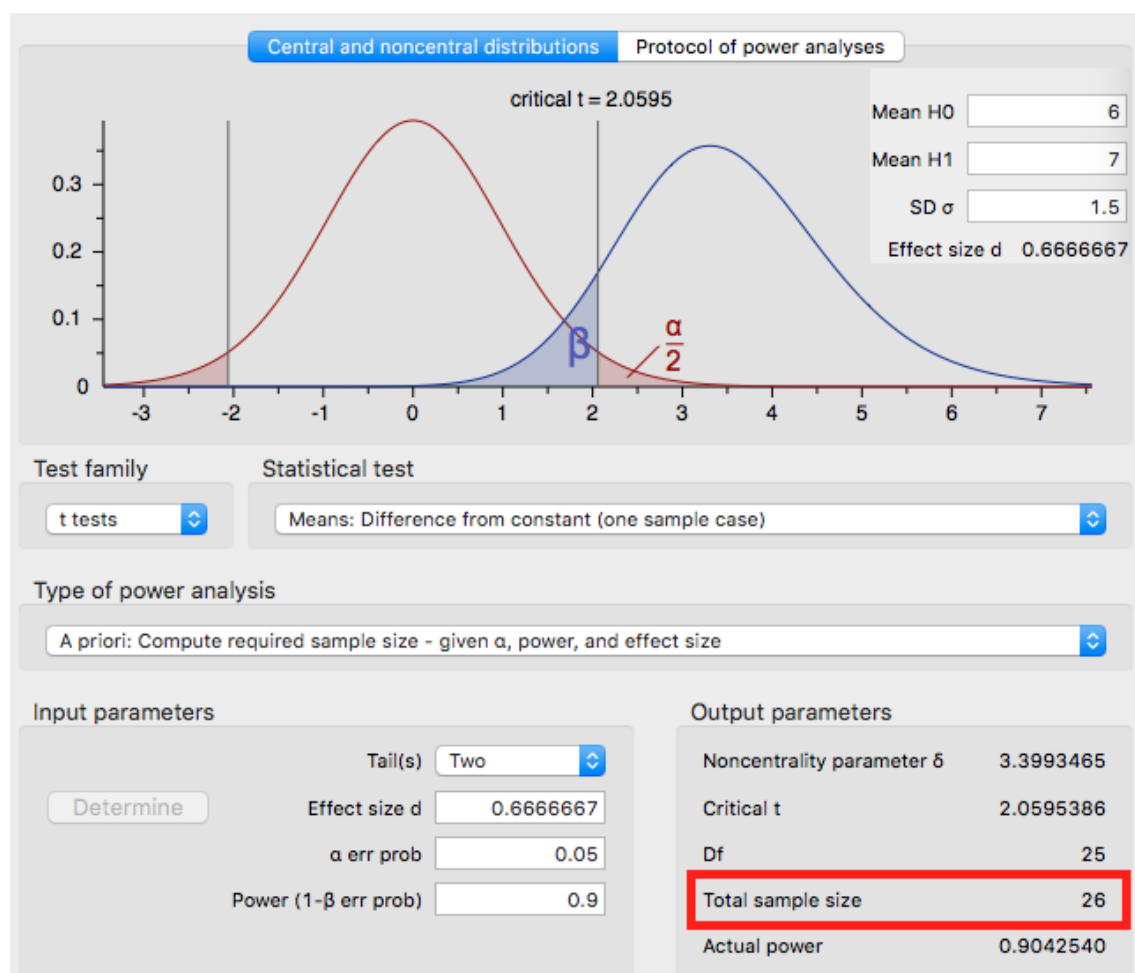 Central and noncentral distributions Protocol of power analyses
critical t = 2.0595
Mean H0 6
Mean H1 7
SD σ 1.5
Effect size d 0.6666667
0.3
0.2
0.1
0
β
α
2
-3 -2 -1 0 1 2 3 4 5 6 7
Test family Statistical test
t tests Means: Difference from constant (one sample case)
Type of power analysis
A priori: Compute required sample size - given α, power, and effect size
Input parameters Output parameters
Tail(s) Two Noncentrality parameter δ 3.3993465
Determine Effect size d 0.6666667 Critical t 2.0595386
α err prob 0.05 Df 25
Power (1-β err prob) 0.9 Total sample size 26
Actual power 0.9042540